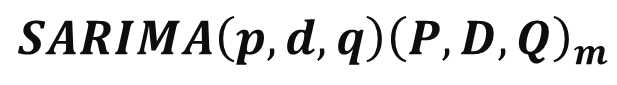 SARIMA(p, d, q)(P, D, Q)ₘ